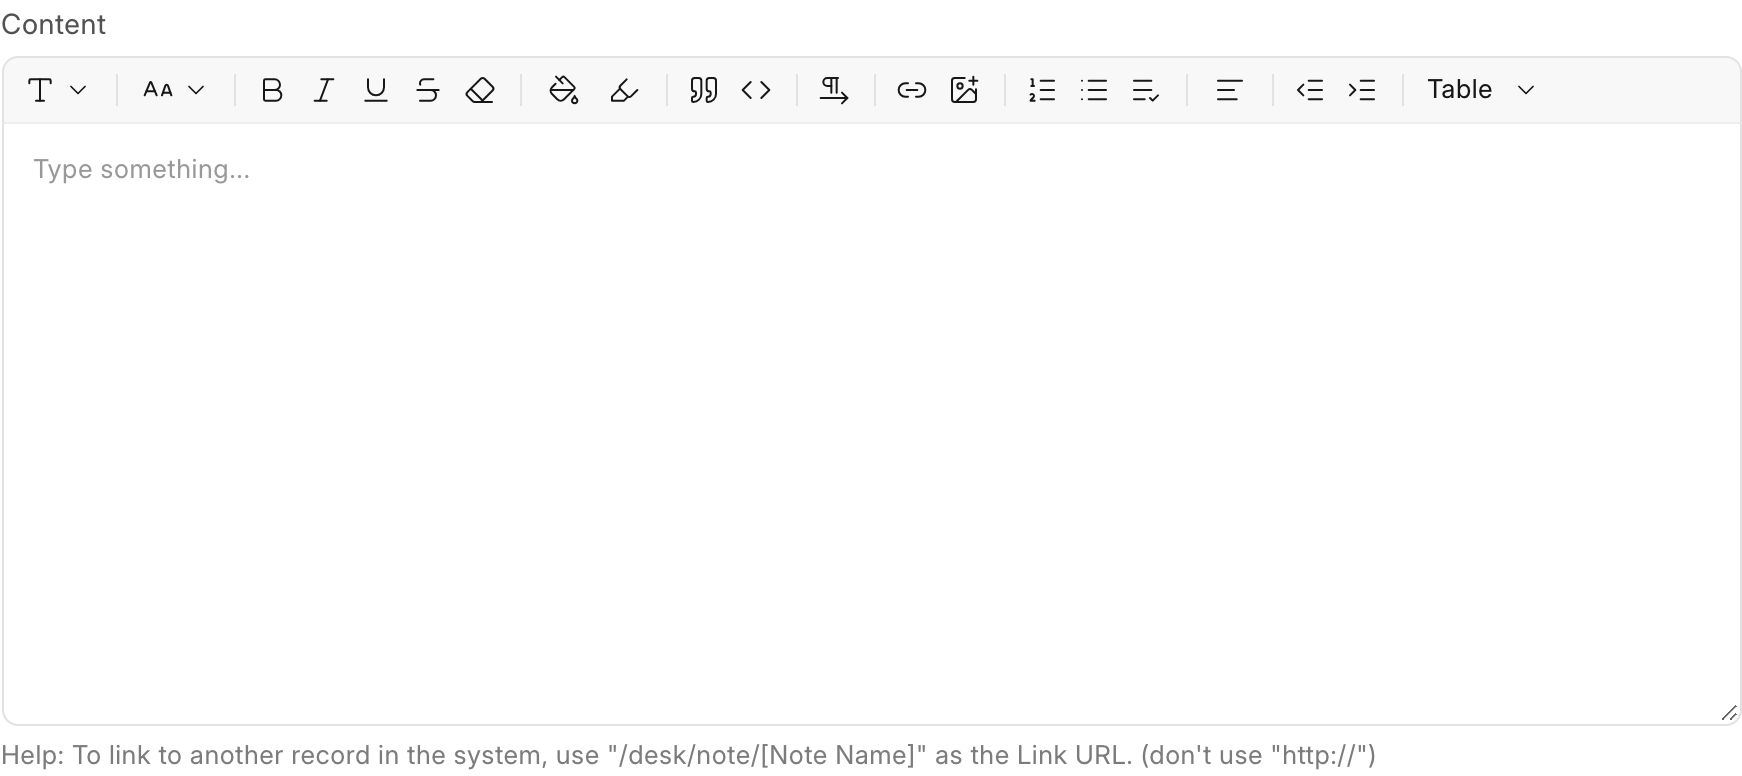 Content
Table
Type something...
Help: To link to another record in the system, use "/desk/note/[Note Name]" as the Link URL. (don't use "http://")